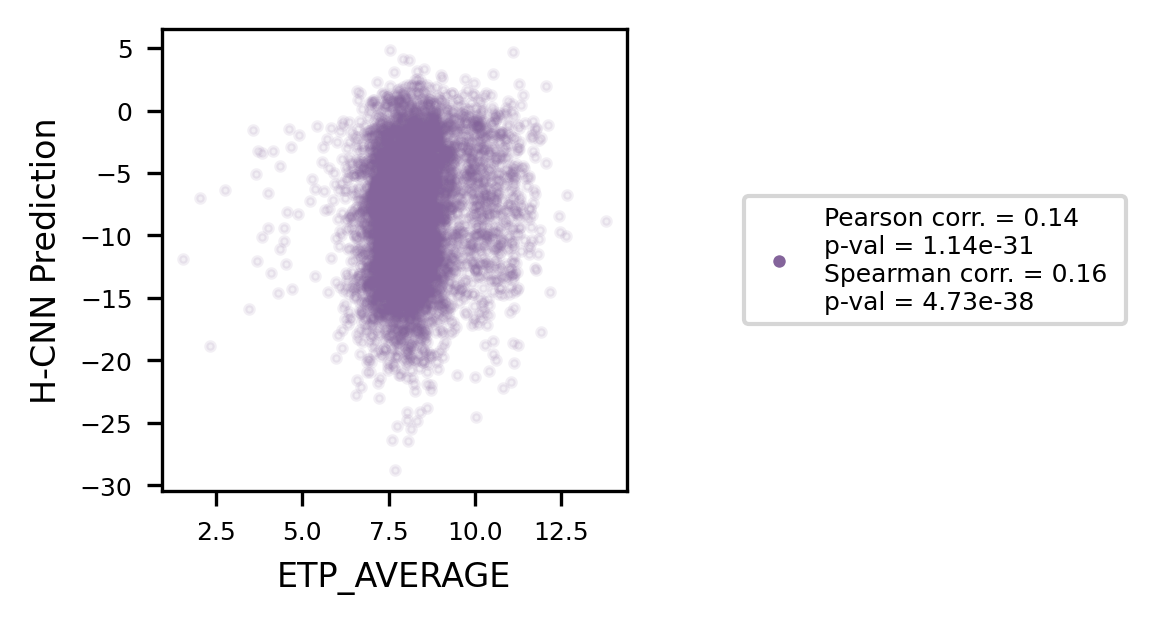 5
0
−5
−10
−15
−20
−25
−30
H-CNN Prediction
2.5 5.0 7.5 10.0 12.5
ETP_AVERAGE
Pearson corr. = 0.14
p-val = 1.14e-31
Spearman corr. = 0.16
p-val = 4.73e-38